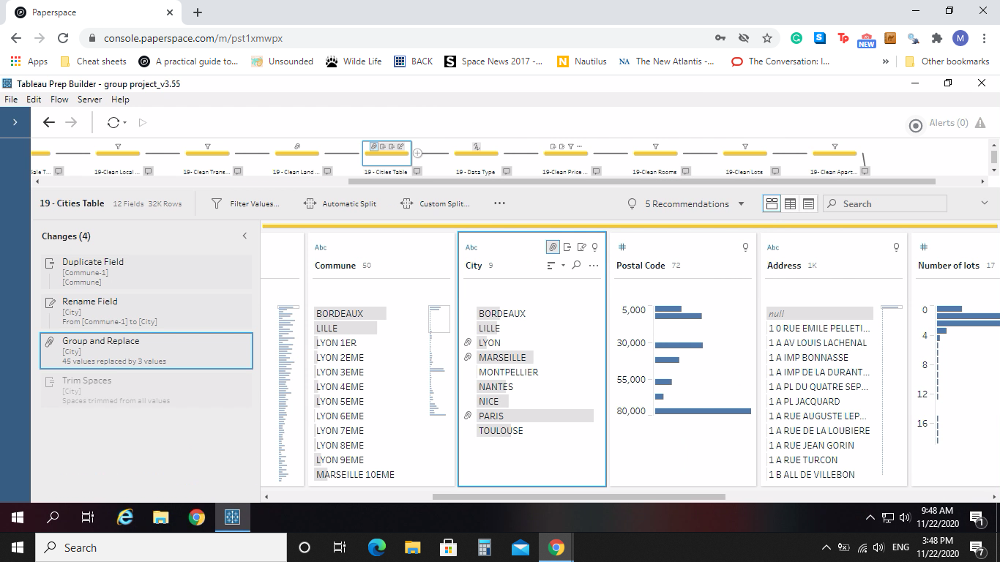 Paperspace
console.paperspace.com/m/pst1xmwpx
M
NEW
Apps
Cheat sheets
A practical guide to...
Unsounded
Wilde Life
BACK
Space News 2017 -...
Nautilus
The New Atlantis -...
The Conversation: I...
Other bookmarks
Tableau Prep Builder - group project_v3.55
File Edit Flow Server Help
Alerts (0)
19-Clean Local ...
19- Clean Trans...
19- Clean Land ...
19 - Cities Table
19 - Data Type
19-Clean Price ...
19-Clean Rooms
19-Clean Lots
19- Clean Apart...
19 - Cities Table 12 Fields 32K Rows
Filter Values...
Automatic Split
Custom Split...
5 Recommendations
Search
Changes (4)
Duplicate Field
[Commune-1]
[Commune]
Rename Field
[City]
From [Commune-1] to [City]
Group and Replace
[City]
45 values replaced by 3 values
Trim Spaces
[City]
Spaces trimmed from all values
Abc
Commune 50
BORDEAUX
LILLE
LYON 1ER
LYON 2EME
LYON 3EME
LYON 4EME
LYON 5EME
LYON 6EME
LYON 7EME
LYON 8EME
LYON 9EME
MARSEILLE 10EME
Abc
City 9
BORDEAUX
LILLE
LYON
MARSEILLE
MONTPELLIER
NANTES
NICE
PARIS
TOULOUSE
#
Postal Code 72
5,000
30,000
55,000
80,000
Abc
Address 1K
null
1 0 RUE EMILE PELLETI...
1 A AV LOUIS LACHENAL
1 A IMP BONNASSE
1 A IMP DE LA DURANT...
1 A PL DU QUATRE SEP...
1 A PL JACQUARD
1 A RUE AUGUSTE LEP...
1 A RUE DE LA LOUBIERE
1 A RUE JEAN GORIN
1 A RUE TURCON
1 B ALL DE VILLEBON
#
Number of lots 17
0
4
8
12
16
9:48 AM
11/22/2020
1
Search
ENG
3:48 PM
11/22/2020
7